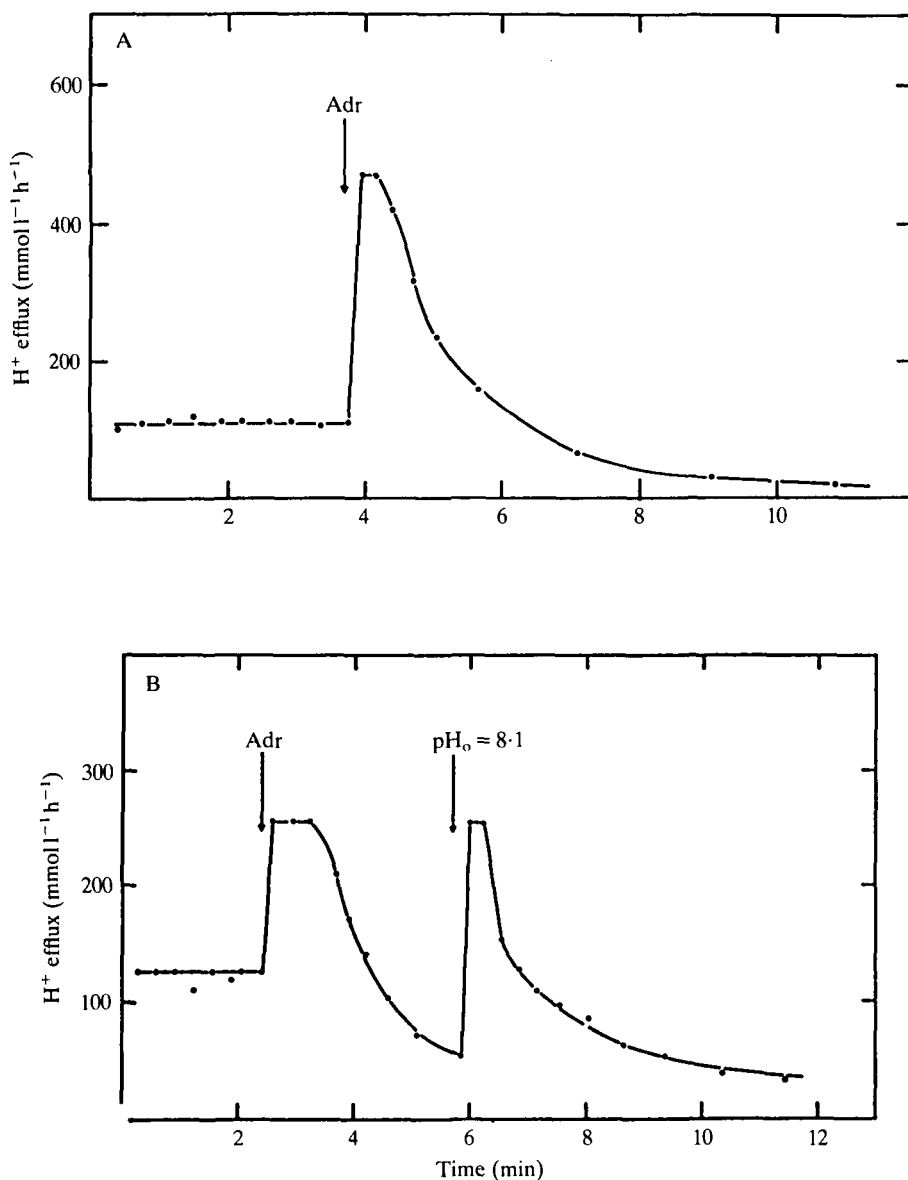 A
600
400
200
Adr
H⁺ efflux (mmol l⁻¹ h⁻¹)
2 4 6 8 10
B
300
200
100
Adr
pHₒ = 8·1
H⁺ efflux (mmol l⁻¹ h⁻¹)
2 4 6 8 10 12
Time (min)